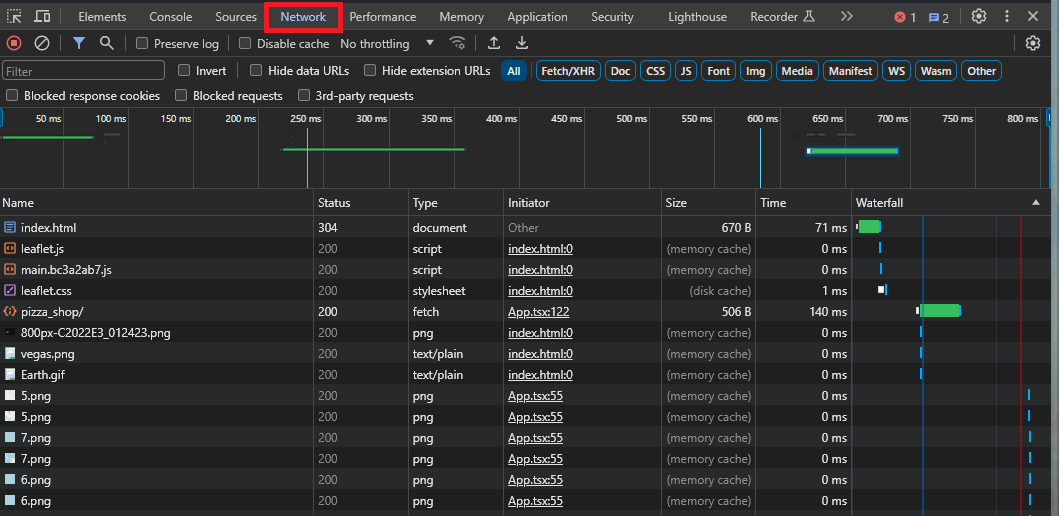 Elements Console Sources Network Performance Memory Application Security Lighthouse Recorder 1 2
Preserve log Disable cache No throttling
Filter Invert Hide data URLs Hide extension URLs All Fetch/XHR Doc CSS JS Font Img Media Manifest WS Wasm Other
Blocked response cookies Blocked requests 3rd-party requests
50 ms 100 ms 150 ms 200 ms 250 ms 300 ms 350 ms 400 ms 450 ms 500 ms 550 ms 600 ms 650 ms 700 ms 750 ms 800 ms
Name Status Type Initiator Size Time Waterfall
index.html 304 document Other 670 B 71 ms
leaflet.js 200 script index.html:0 (memory cache) 0 ms
main.bc3a2ab7.js 200 script index.html:0 (memory cache) 0 ms
leaflet.css 200 stylesheet index.html:0 (disk cache) 1 ms
pizza_shop/ 200 fetch App.tsx:122 506 B 140 ms
800px-C2022E3_012423.png 200 png index.html:0 (memory cache) 0 ms
vegas.png 200 text/plain index.html:0 (memory cache) 0 ms
Earth.gif 200 text/plain index.html:0 (memory cache) 0 ms
5.png 200 png App.tsx:55 (memory cache) 0 ms
5.png 200 png App.tsx:55 (memory cache) 0 ms
7.png 200 png App.tsx:55 (memory cache) 0 ms
7.png 200 png App.tsx:55 (memory cache) 0 ms
6.png 200 png App.tsx:55 (memory cache) 0 ms
6.png 200 png App.tsx:55 (memory cache) 0 ms